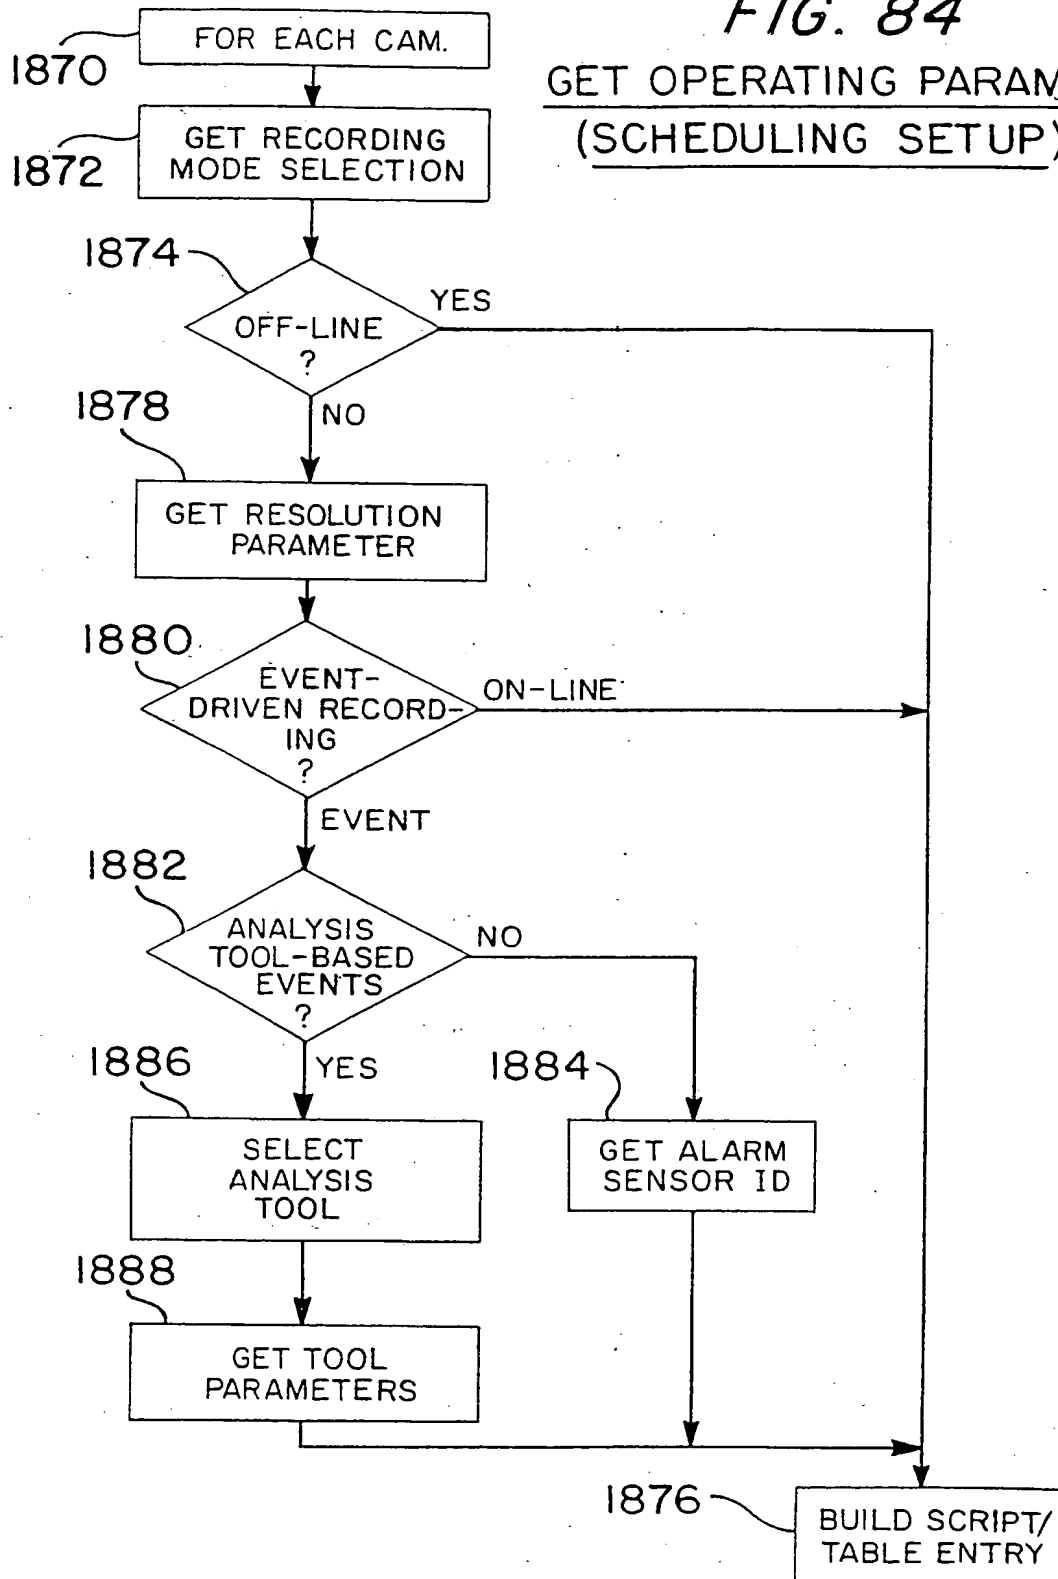 FIG. 84
GET OPERATING PARAM
(SCHEDULING SETUP)
FOR EACH CAM.
1870
GET RECORDING
MODE SELECTION
1872
1874
OFF-LINE
?
YES
NO
1878
GET RESOLUTION
PARAMETER
1880
EVENT-
DRIVEN RECORD-
ING
?
ON-LINE
EVENT
1882
ANALYSIS
TOOL-BASED
EVENTS
?
NO
YES
1886
SELECT
ANALYSIS
TOOL
1884
GET ALARM
SENSOR ID
1888
GET TOOL
PARAMETERS
1876
BUILD SCRIPT/
TABLE ENTRY